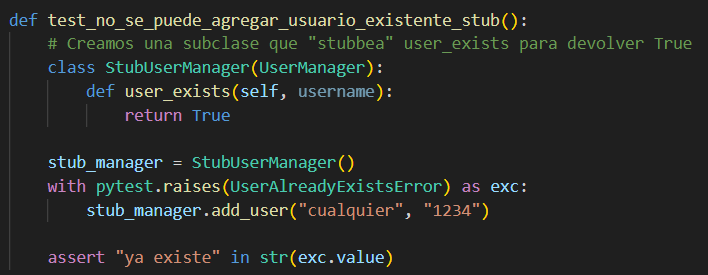 def test_no_se_puede_agregar_usuario_existente_stub():
    # Creamos una subclase que "stubbea" user_exists para devolver True
    class StubUserManager(UserManager):
        def user_exists(self, username):
            return True

    stub_manager = StubUserManager()
    with pytest.raises(UserAlreadyExistsError) as exc:
        stub_manager.add_user("cualquier", "1234")

    assert "ya existe" in str(exc.value)